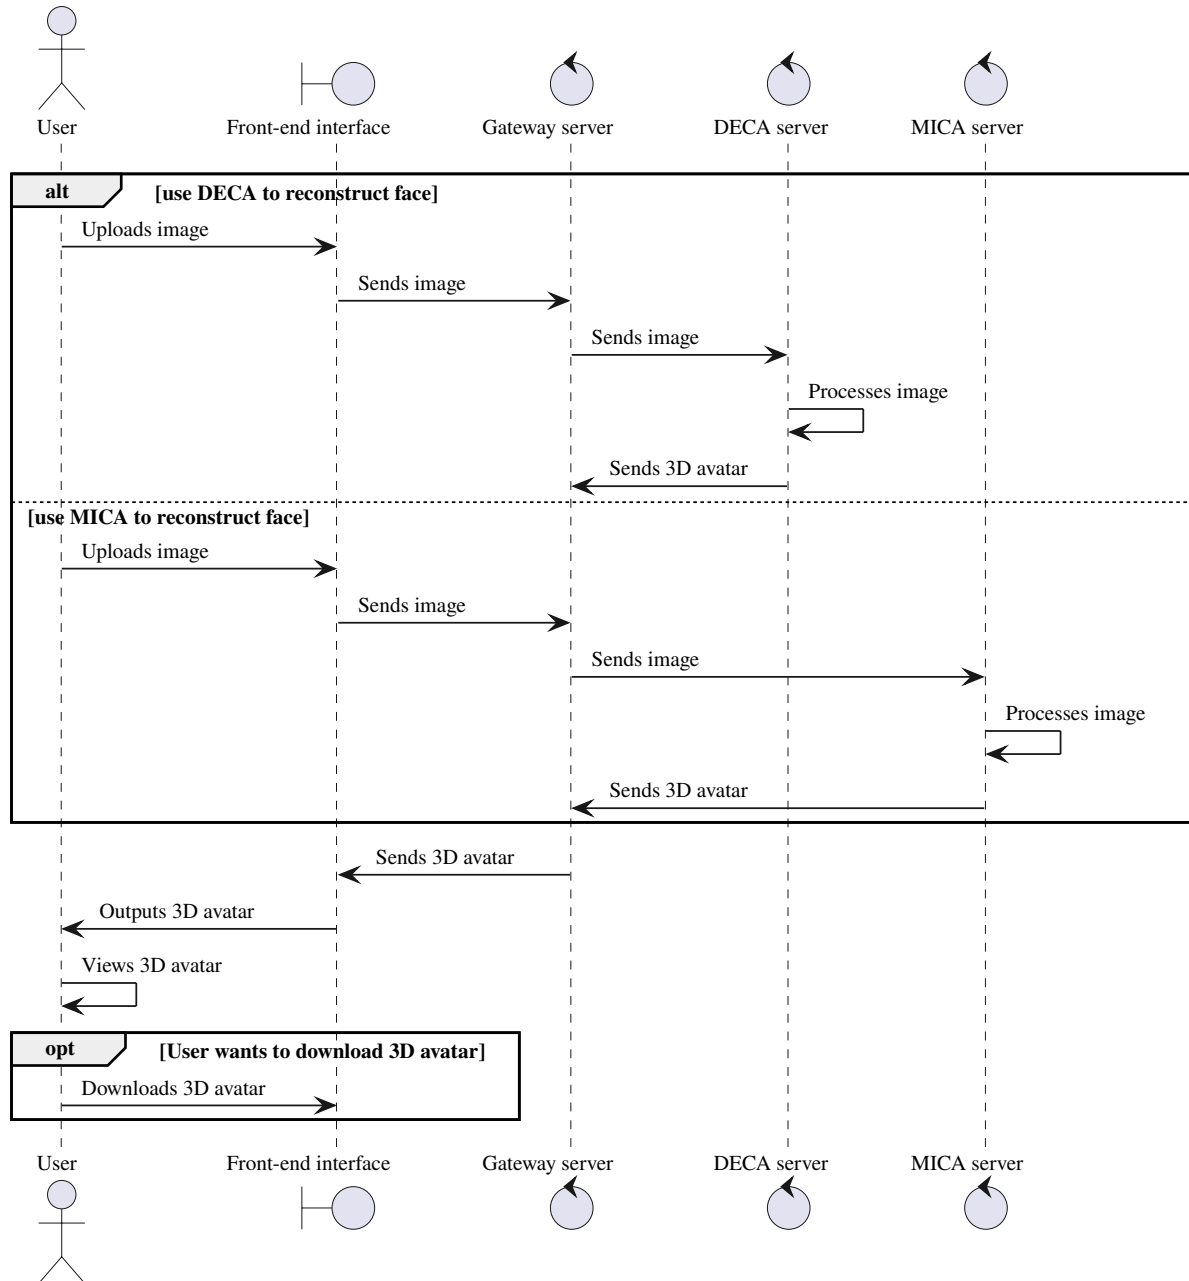 User Front-end interface Gateway server DECA server MICA server
alt [use DECA to reconstruct face]
Uploads image
Sends image
Sends image
Processes image
Sends 3D avatar
[use MICA to reconstruct face]
Uploads image
Sends image
Sends image
Processes image
Sends 3D avatar
Sends 3D avatar
Outputs 3D avatar
Views 3D avatar
opt [User wants to download 3D avatar]
Downloads 3D avatar
User Front-end interface Gateway server DECA server MICA server